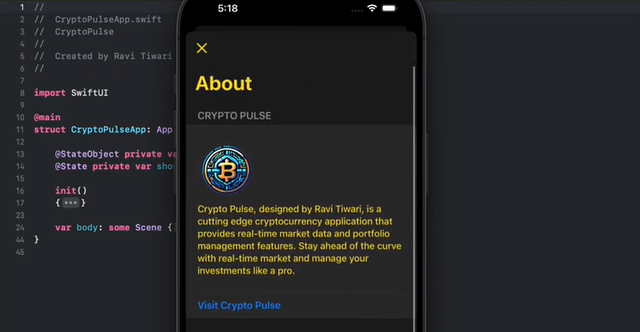 1 //
2 // CryptoPulseApp.swift
3 // CryptoPulse
4 //
5 // Created by Ravi Tiwari
6 //
7
8 import SwiftUI
9
10 @main
11 struct CryptoPulseApp: App
12
13 @StateObject private va
14 @State private var sho
15
16 init()
17 {•••}
23
24 var body: some Scene {
44 }
45
5:18
About
CRYPTO PULSE
Crypto Pulse, designed by Ravi Tiwari, is a
cutting edge cryptocurrency application that
provides real-time market data and portfolio
management features. Stay ahead of the curve
with real-time market and manage your
investments like a pro.
Visit Crypto Pulse